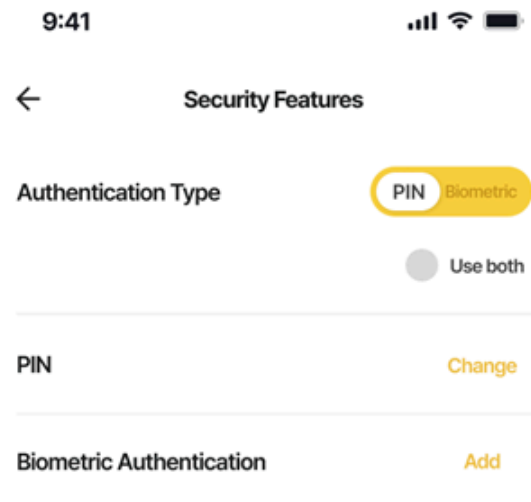 9:41
Security Features
Authentication Type PIN Biometric
Use both
PIN Change
Biometric Authentication Add